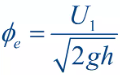 ϕₑ = U₁ / √(2gh)